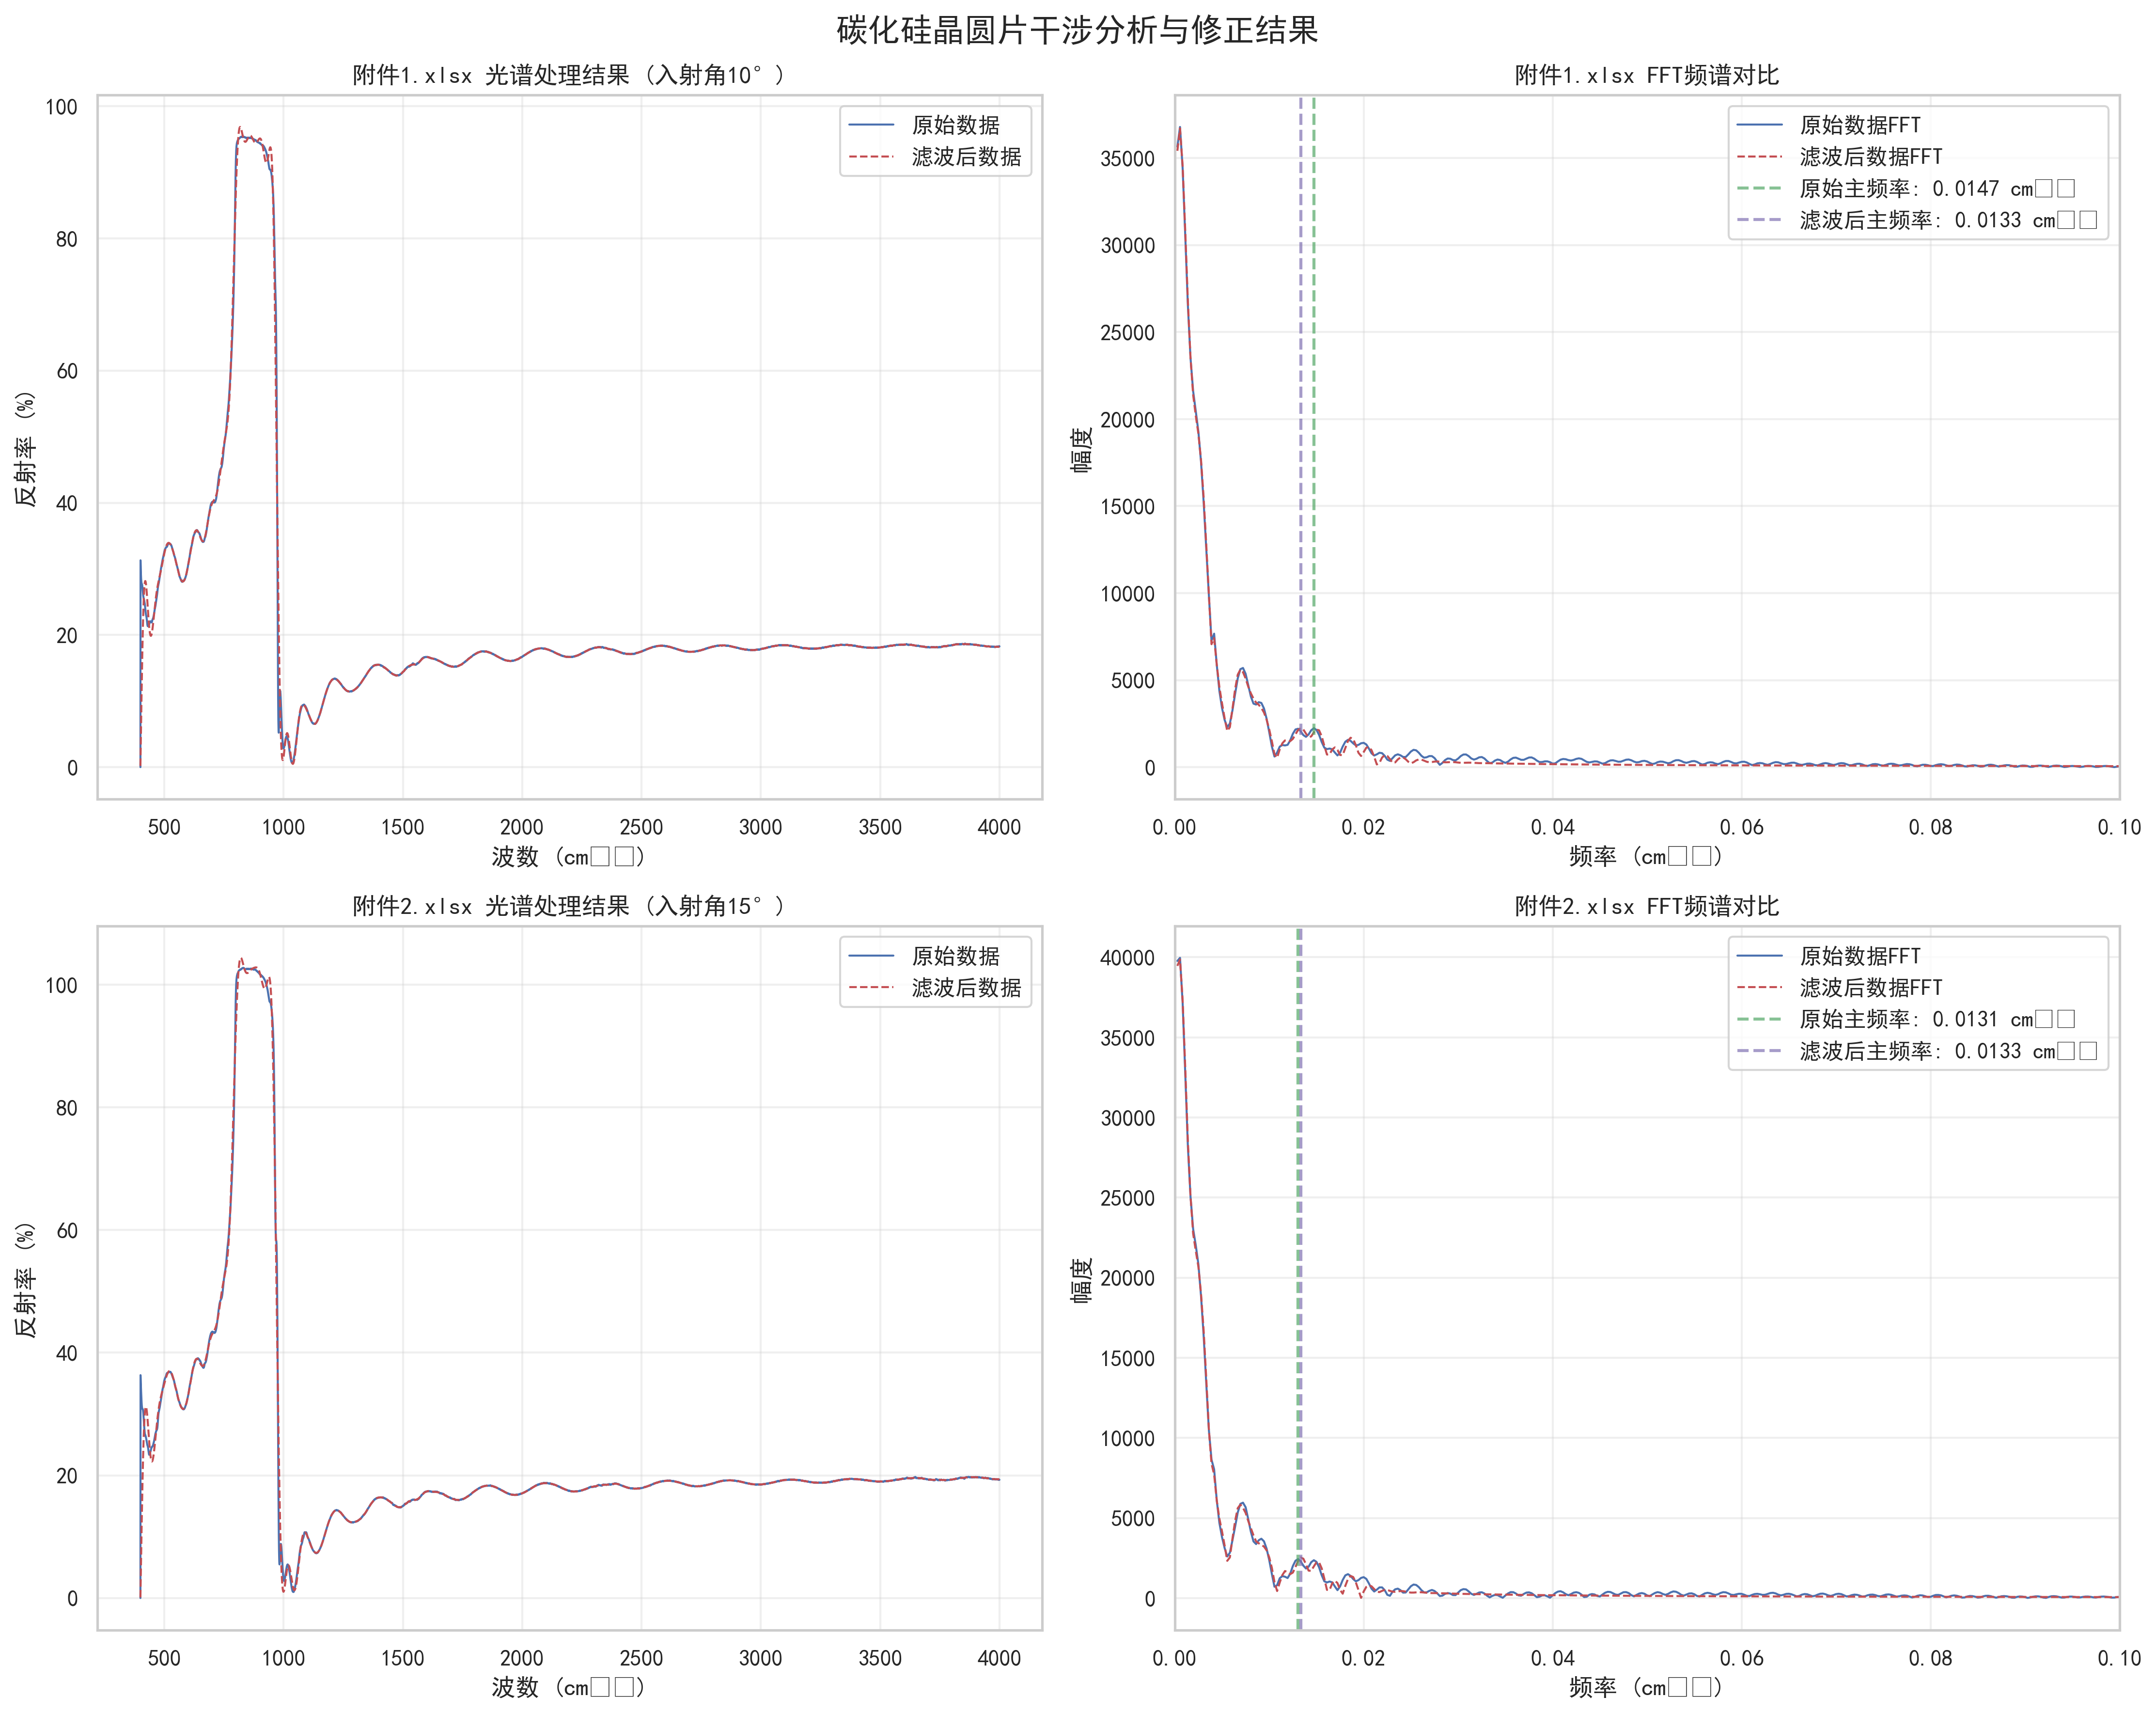 碳化硅晶圆片干涉分析与修正结果
附件1.xlsx 光谱处理结果 (入射角10°)
100
80
60
40
20
0
反射率 (%)
原始数据
滤波后数据
500 1000 1500 2000 2500 3000 3500 4000
波数 (cm□□)
附件1.xlsx FFT频谱对比
35000
30000
25000
20000
15000
10000
5000
0
幅度
原始数据FFT
滤波后数据FFT
原始主频率: 0.0147 cm□□
滤波后主频率: 0.0133 cm□□
0.00 0.02 0.04 0.06 0.08 0.10
频率 (cm□□)
附件2.xlsx 光谱处理结果 (入射角15°)
100
80
60
40
20
0
反射率 (%)
原始数据
滤波后数据
500 1000 1500 2000 2500 3000 3500 4000
波数 (cm□□)
附件2.xlsx FFT频谱对比
40000
35000
30000
25000
20000
15000
10000
5000
0
幅度
原始数据FFT
滤波后数据FFT
原始主频率: 0.0131 cm□□
滤波后主频率: 0.0133 cm□□
0.00 0.02 0.04 0.06 0.08 0.10
频率 (cm□□)